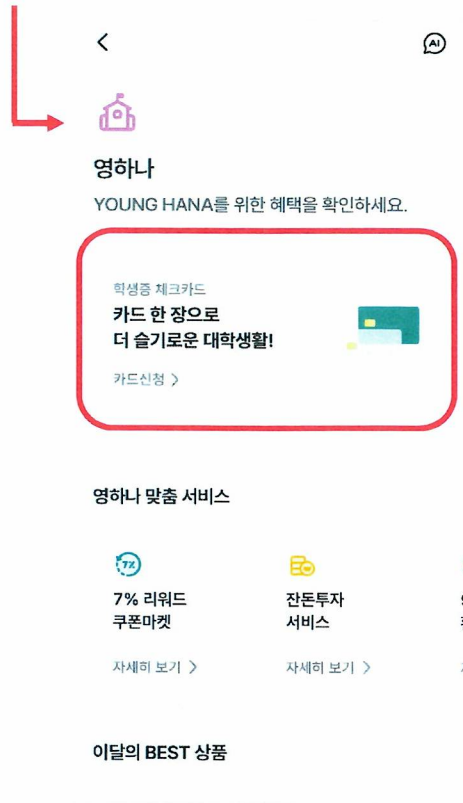 AI
영하나
YOUNG HANA를 위한 혜택을 확인하세요.
학생증 체크카드
카드 한 장으로
더 슬기로운 대학생활!
카드신청 >
영하나 맞춤 서비스
7%
7% 리워드
쿠폰마켓
자세히 보기 >
잔돈투자
서비스
자세히 보기 >
이달의 BEST 상품